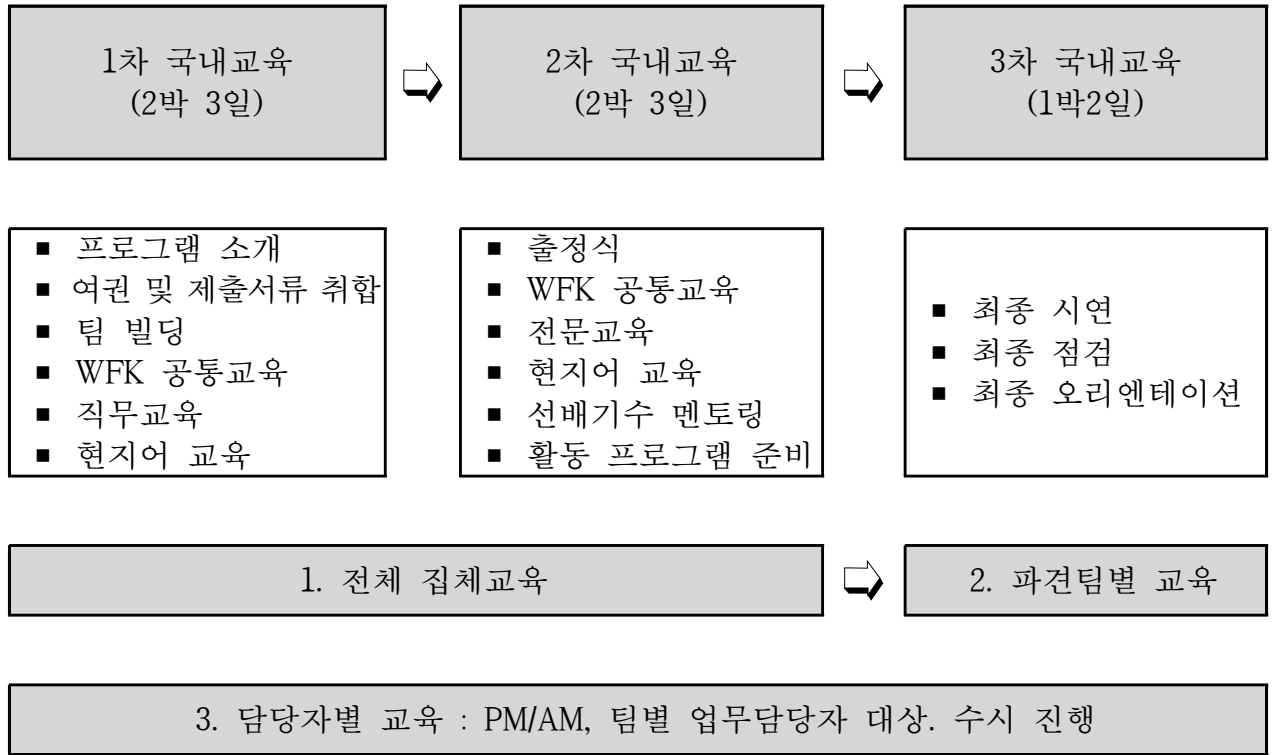 1차 국내교육
(2박 3일)
2차 국내교육
(2박 3일)
3차 국내교육
(1박2일)
■ 프로그램 소개
■ 여권 및 제출서류 취합
■ 팀 빌딩
■ WFK 공통교육
■ 직무교육
■ 현지어 교육
■ 출정식
■ WFK 공통교육
■ 전문교육
■ 현지어 교육
■ 선배기수 멘토링
■ 활동 프로그램 준비
■ 최종 시연
■ 최종 점검
■ 최종 오리엔테이션
1. 전체 집체교육
2. 파견팀별 교육
3. 담당자별 교육 : PM/AM, 팀별 업무담당자 대상. 수시 진행